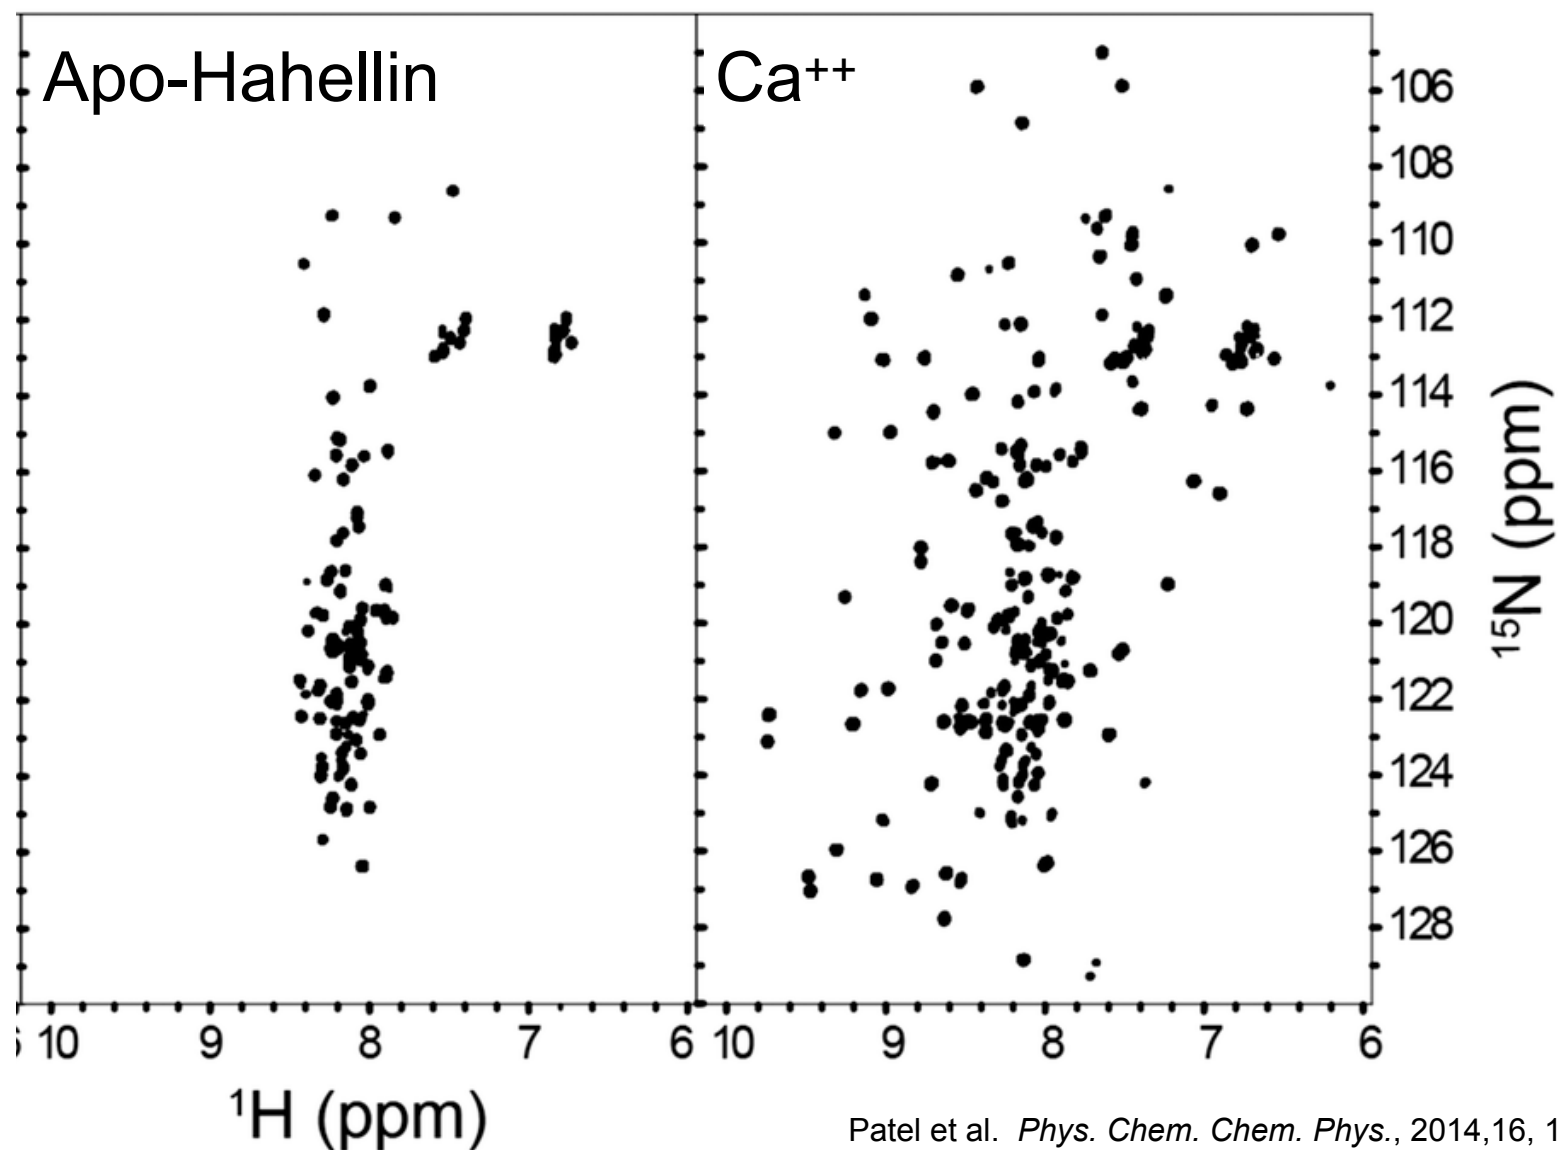 Apo-Hahellin
Ca⁺⁺
106
108
110
112
114
116
118
120
122
124
126
128
¹⁵N (ppm)
10 9 8 7 6 10 9 8 7 6
¹H (ppm)
Patel et al. Phys. Chem. Chem. Phys., 2014,16, 1